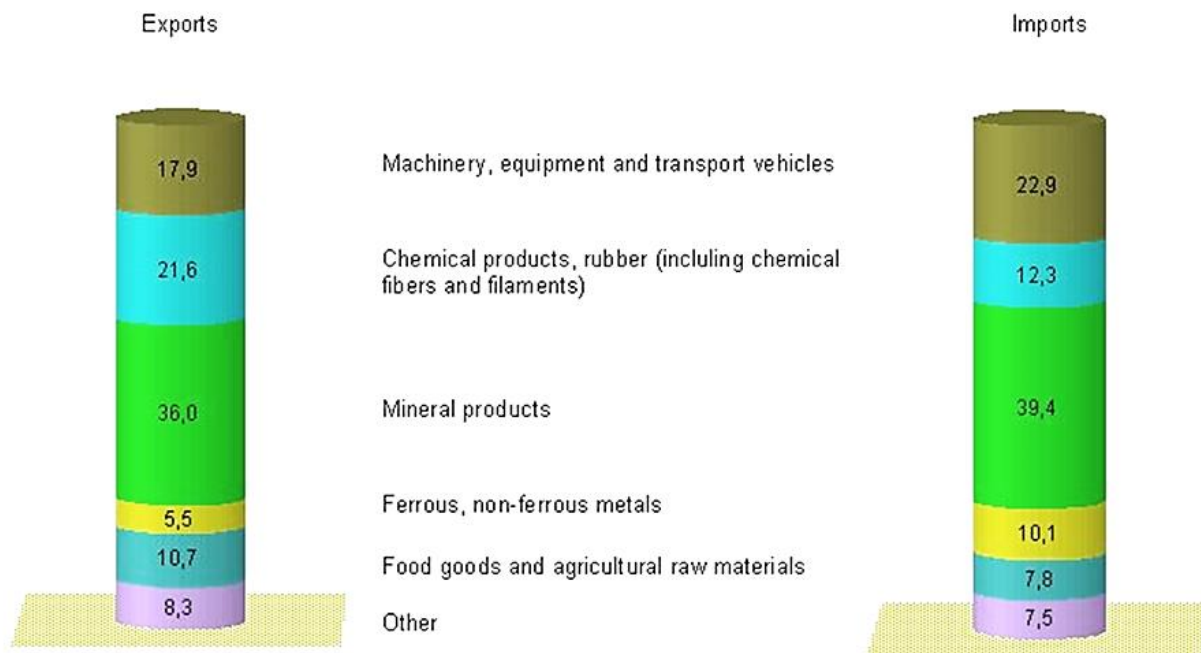 Exports
Imports
17,9
Machinery, equipment and transport vehicles
22,9
21,6
Chemical products, rubber (including chemical
fibers and filaments)
12,3
36,0
Mineral products
39,4
5,5
Ferrous, non-ferrous metals
10,1
10,7
Food goods and agricultural raw materials
7,8
8,3
Other
7,5